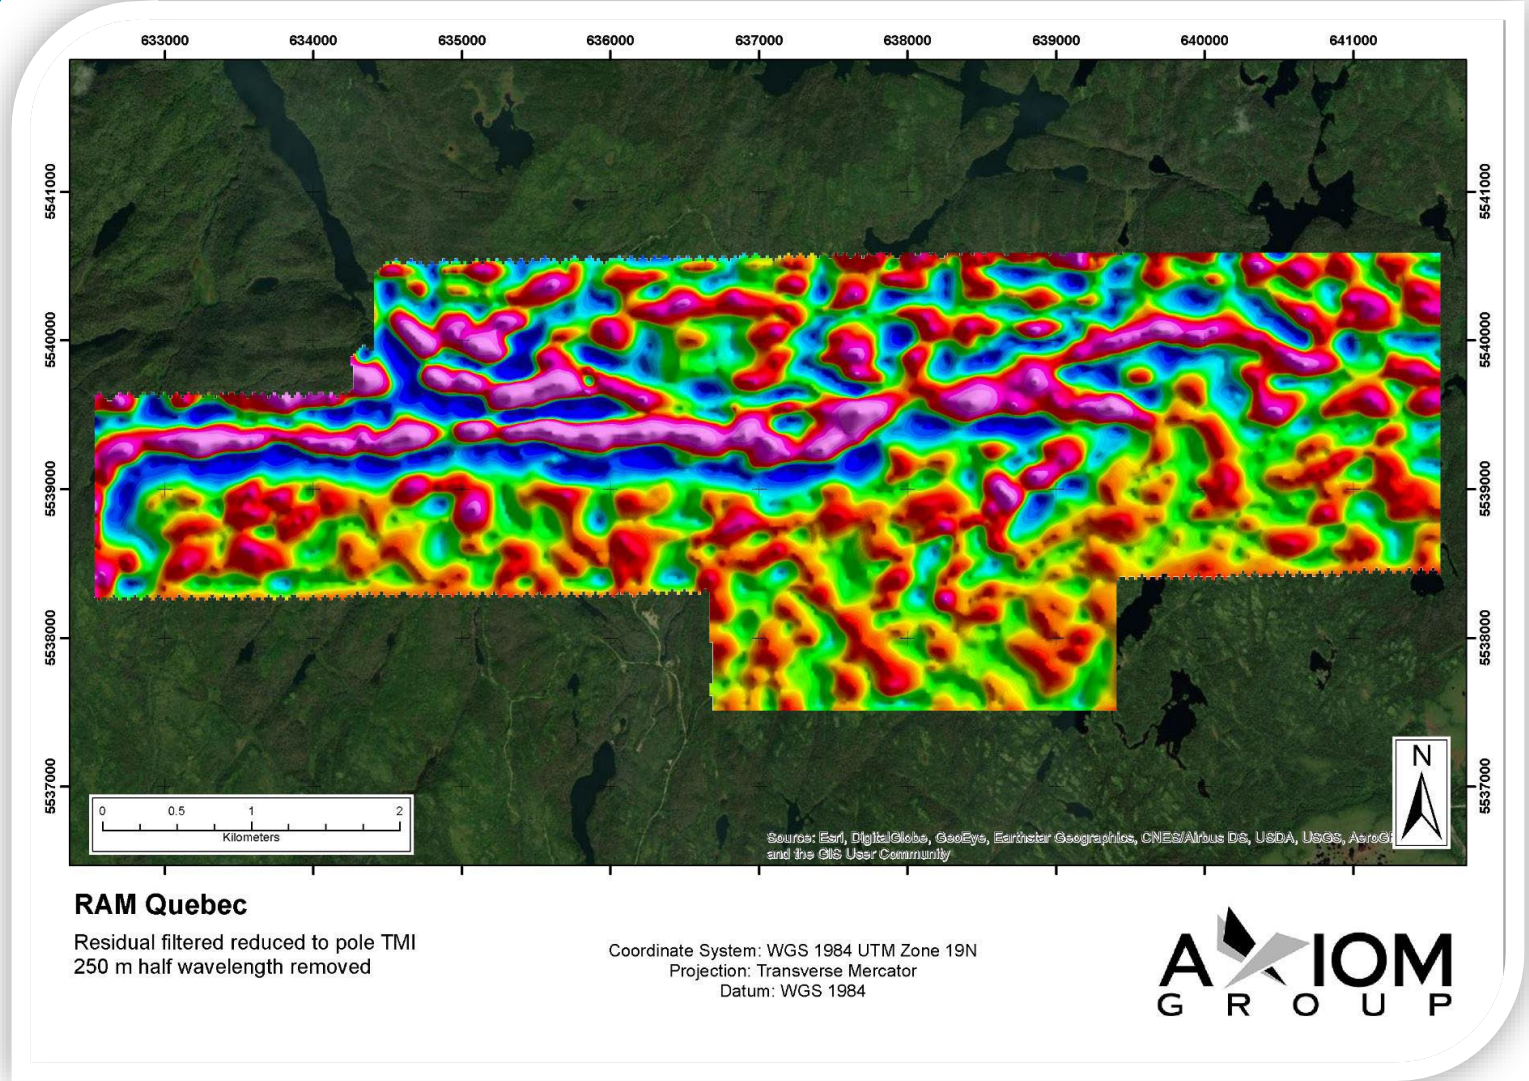 633000 634000 635000 636000 637000 638000 639000 640000 641000
5541000 5541000
5540000 5540000
5539000 5539000
5538000 5538000
5537000 5537000
N
0 0.5 1 2
Kilometers
Source: Esri, DigitalGlobe, GeoEye, Earthstar Geographics, CNES/Airbus DS, USDA, USGS,
and the GIS User Community
RAM Quebec
Residual filtered reduced to pole TMI
250 m half wavelength removed
Coordinate System: WGS 1984 UTM Zone 19N
Projection: Transverse Mercator
Datum: WGS 1984
AXIOM
GROUP